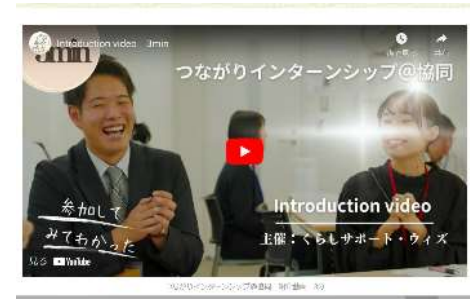 Introduction video 3min
3min
つながりインターンシップ@協同
参加して
みてわかった
Introduction video
主催：くらしサポート・ウィズ
YouTube